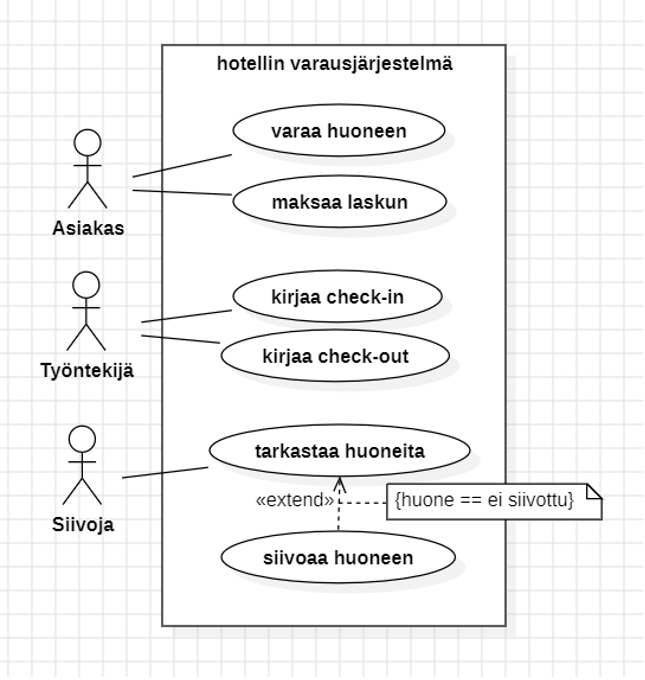 hotellin varausjärjestelmä
varaa huoneen
maksaa laskun
Asiakas
kirjaa check-in
kirjaa check-out
Työntekijä
tarkastaa huoneita
«extend»
{huone == ei siivottu}
Siivoja
siivoaa huoneen